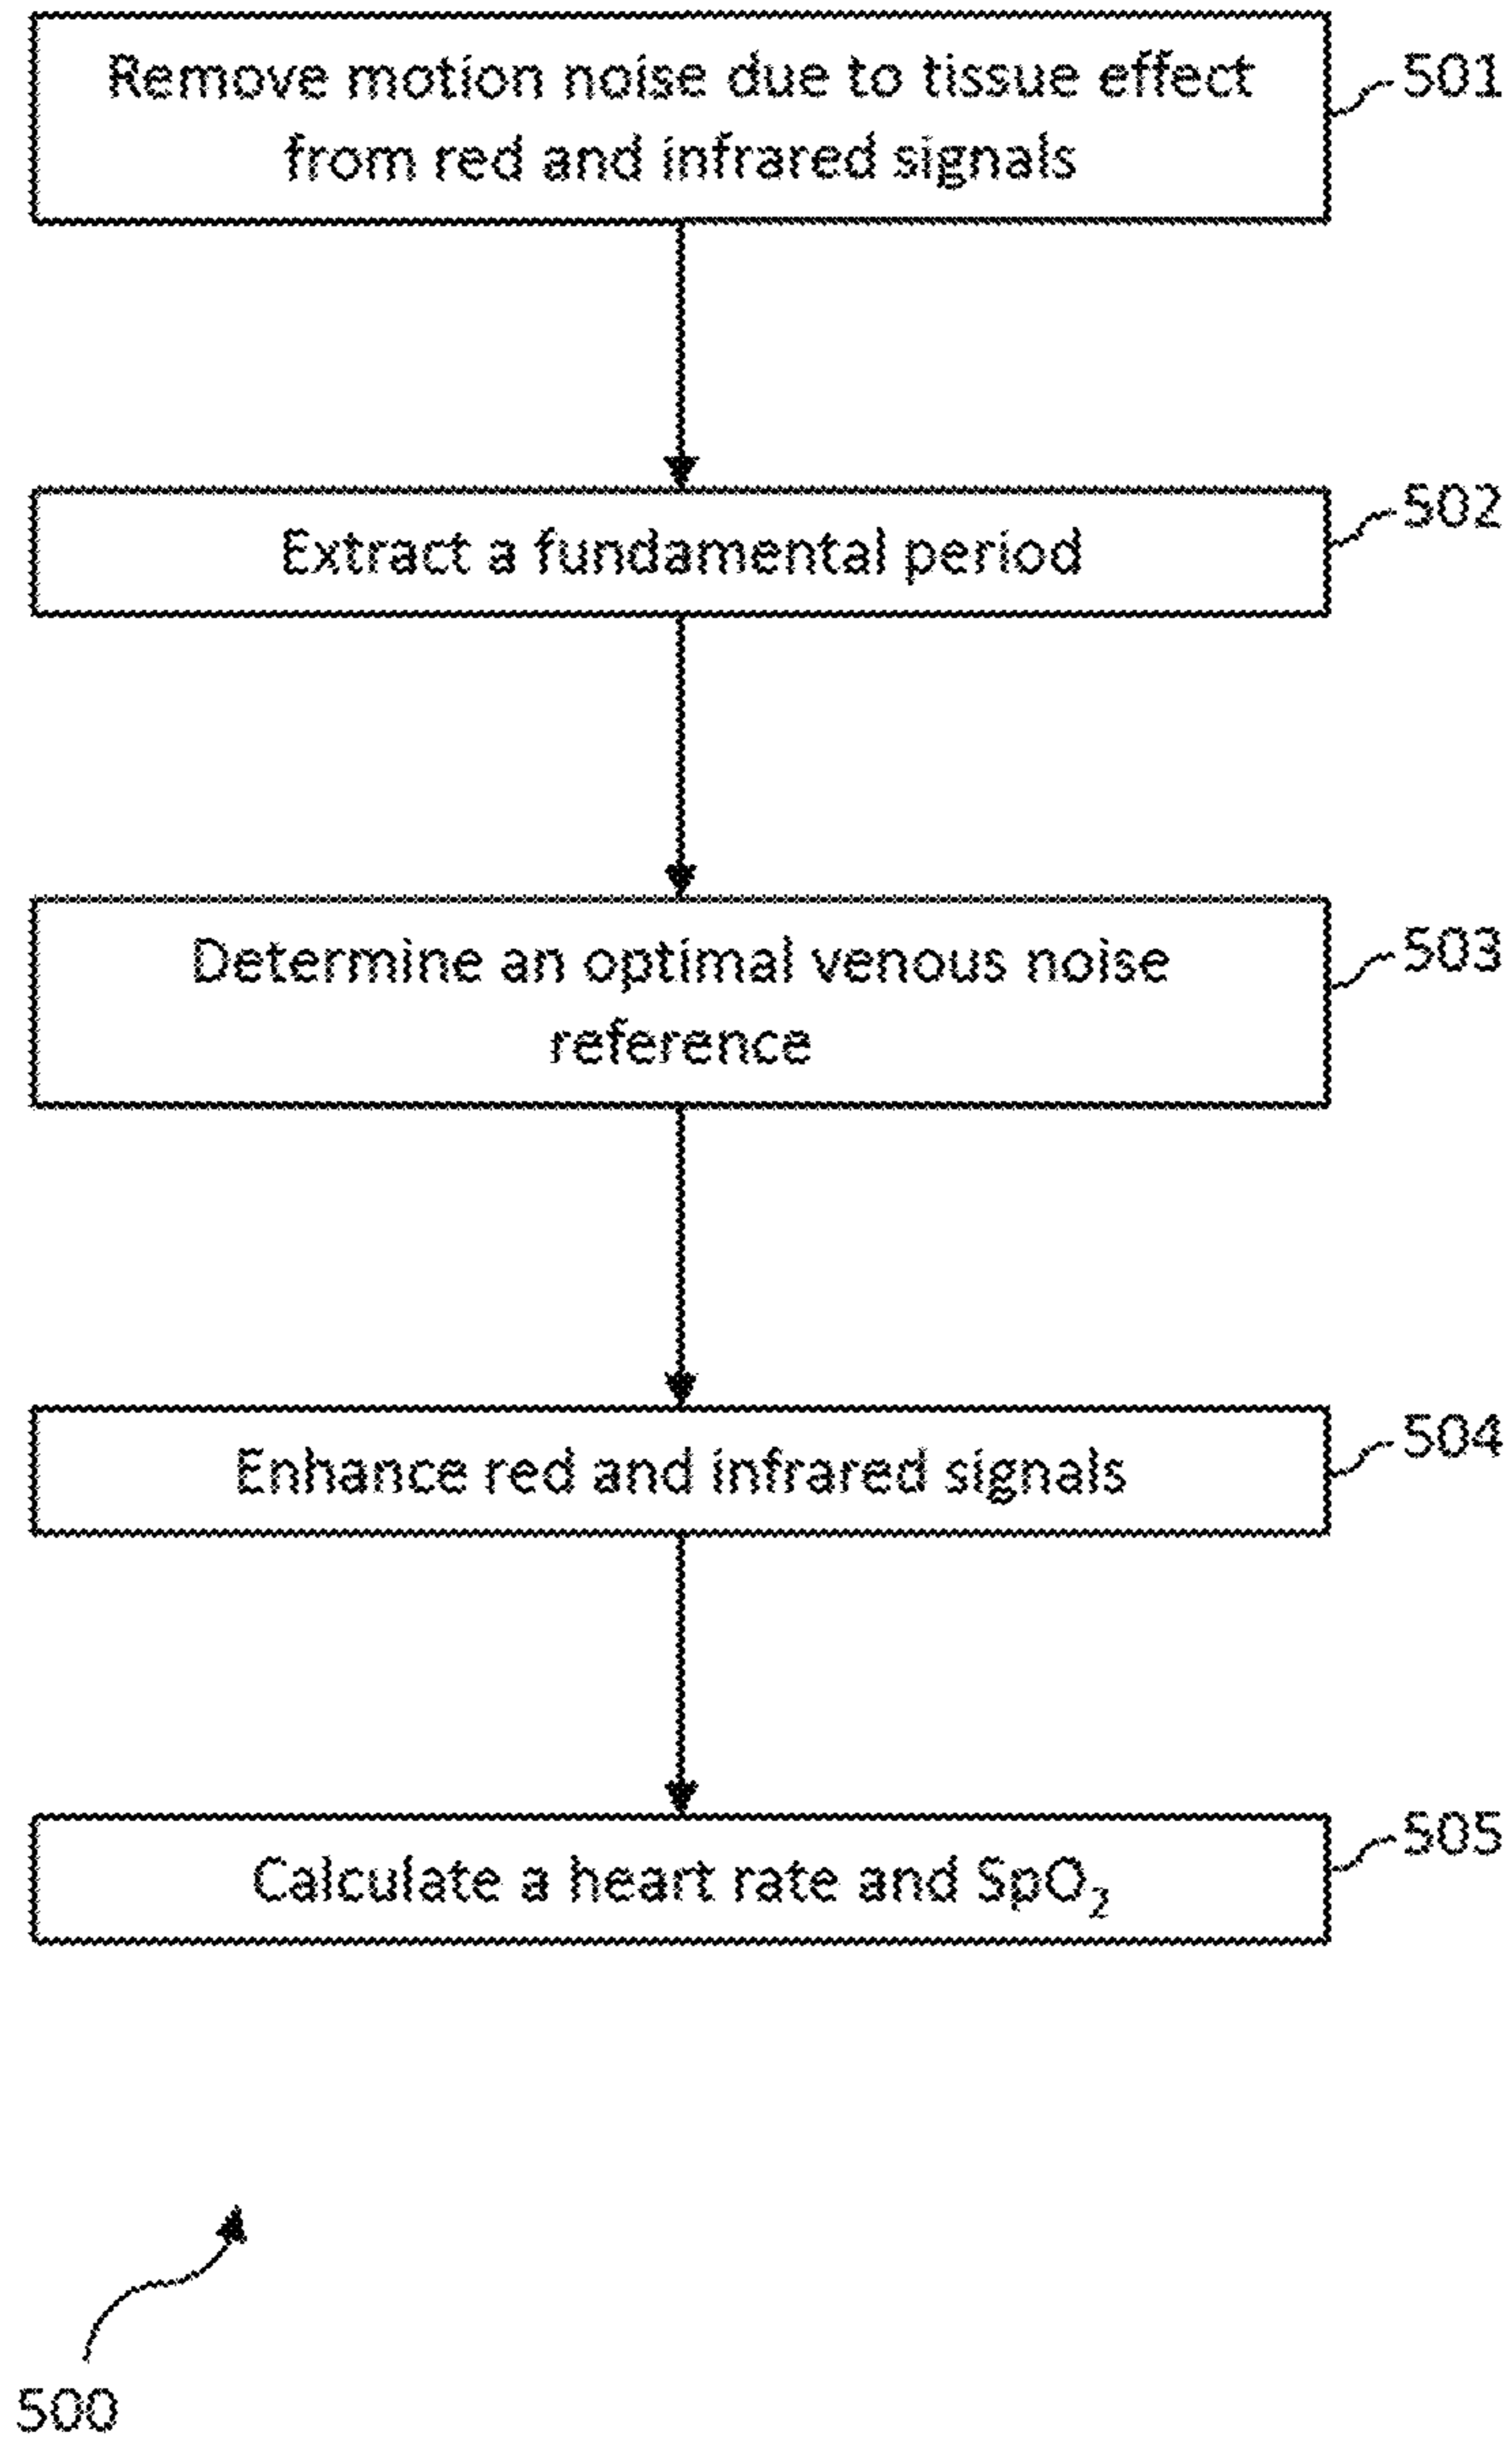 Remove motion noise due to tissue effect
from red and infrared signals
501
Extract a fundamental period
502
Determine an optimal venous noise
reference
503
Enhance red and infrared signals
504
Calculate a heart rate and SpO₂
505
500